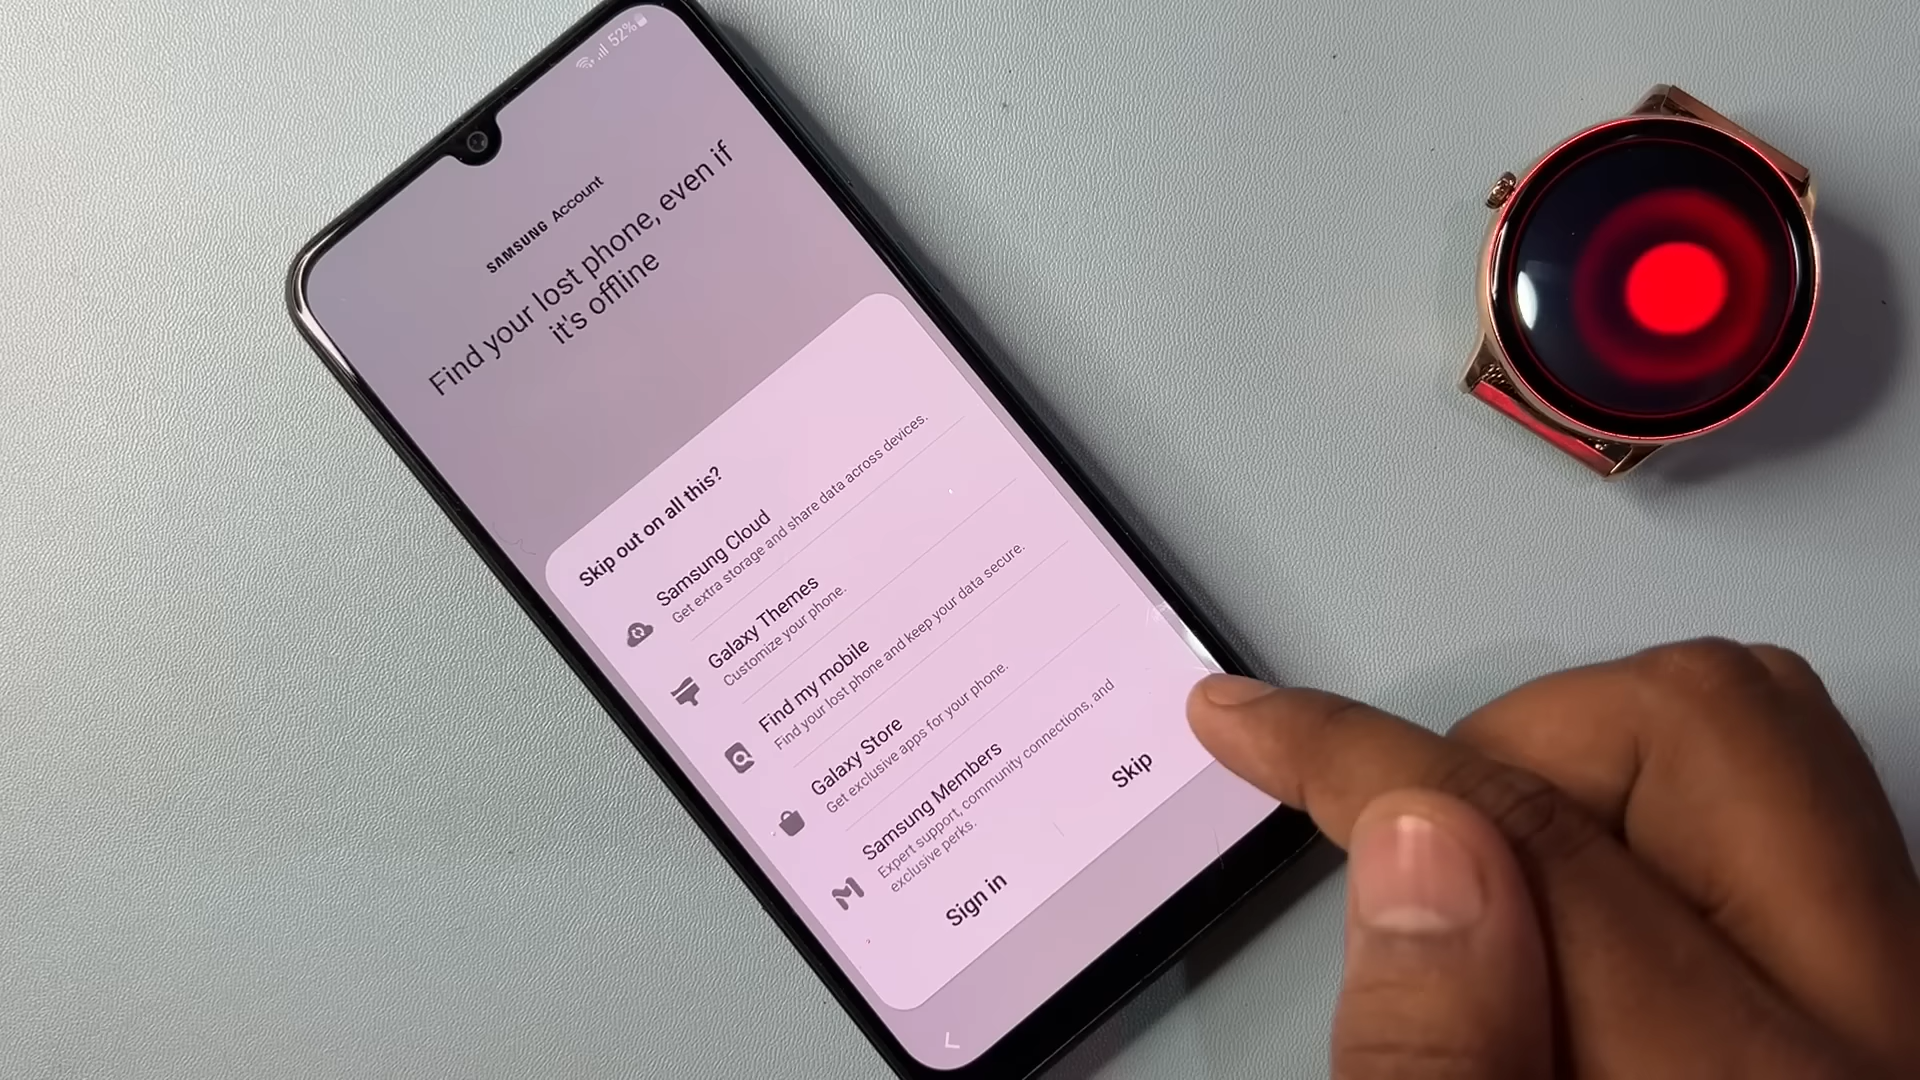 52%
SAMSUNG Account
Find your lost phone, even if
it's offline
Skip out on all this?
Samsung Cloud
Get extra storage and share data across devices.
Galaxy Themes
Customize your phone.
Find my mobile
Find your lost phone and keep your data secure.
Galaxy Store
Get exclusive apps for your phone.
Samsung Members
Expert support, community connections, and
exclusive perks.
Sign in
Skip